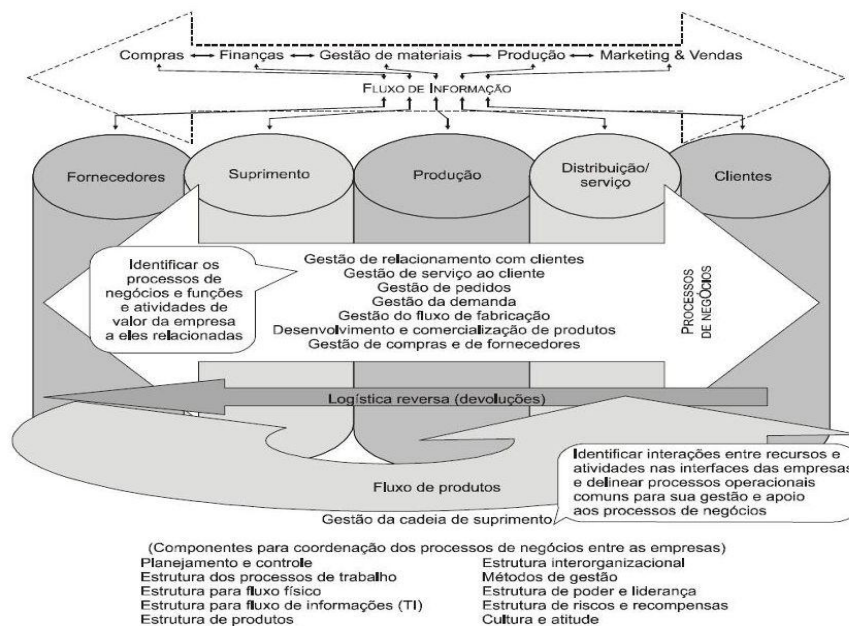 Compras Finanças Gestão de materiais Produção Marketing & Vendas
FLUXO DE INFORMAÇÃO
Fornecedores
Suprimento
Produção
Distribuição/
serviço
Clientes
Identificar os
processos de
negócios e funções
e atividades de
valor da empresa
a eles relacionadas
Gestão de relacionamento com clientes
Gestão de serviço ao cliente
Gestão de pedidos
Gestão da demanda
Gestão do fluxo de fabricação
Desenvolvimento e comercialização de produtos
Gestão de compras e de fornecedores
PROCESSOS
DE NEGÓCIOS
Logística reversa (devoluções)
Fluxo de produtos
Identificar interações entre recursos e
atividades nas interfaces das empresas
e delinear processos operacionais
comuns para sua gestão e apoio
aos processos de negócios
Gestão da cadeia de suprimento
(Componentes para coordenação dos processos de negócios entre as empresas)
Planejamento e controle
Estrutura dos processos de trabalho
Estrutura para fluxo físico
Estrutura para fluxo de informações (TI)
Estrutura de produtos
Estrutura interorganizacional
Métodos de gestão
Estrutura de poder e liderança
Estrutura de riscos e recompensas
Cultura e atitude